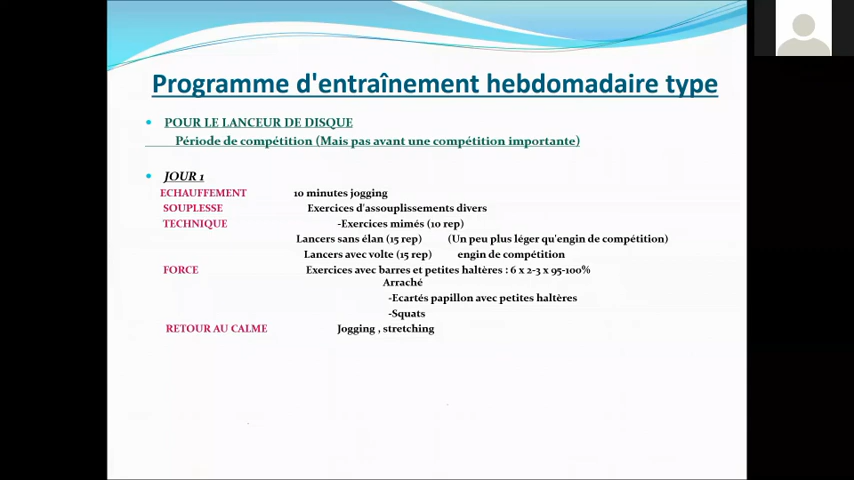 Programme d'entraînement hebdomadaire type
POUR LE LANCEUR DE DISQUE
Période de compétition (Mais pas avant une compétition importante)
JOUR 1
ECHAUFFEMENT 10 minutes jogging
SOUPLESSE Exercices d'assouplissements divers
TECHNIQUE -Exercices mimés (10 rep)
Lancers sans élan (15 rep) (Un peu plus léger qu'engin de compétition)
Lancers avec volte (15 rep) engin de compétition
FORCE Exercices avec barres et petites haltères : 6 x 2-3 x 95-100%
Arraché
-Ecartés papillon avec petites haltères
-Squats
RETOUR AU CALME Jogging , stretching